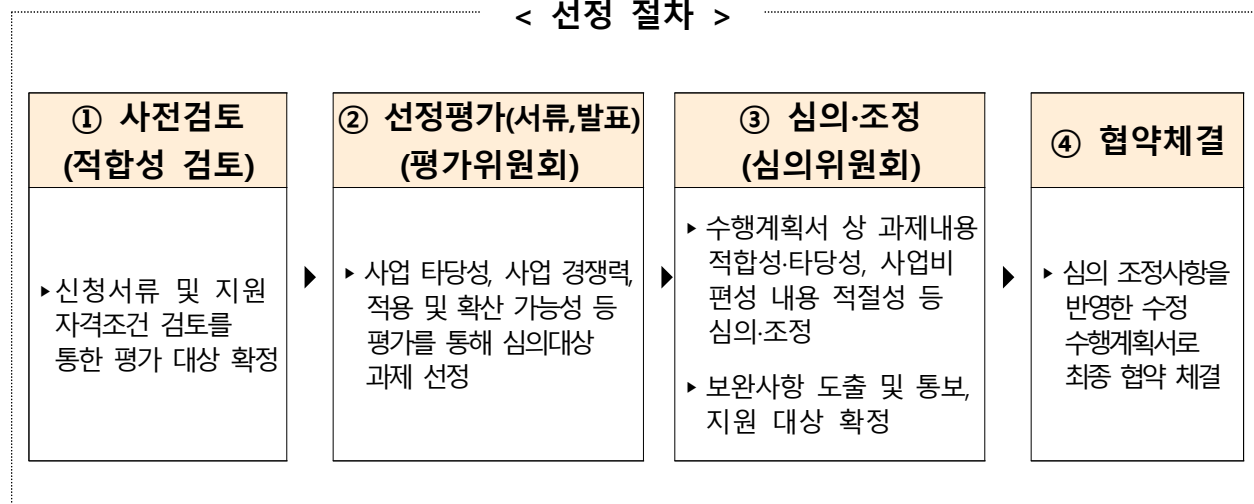 < 선정 절차 >
① 사전검토
(적합성 검토)
▸신청서류 및 지원
자격조건 검토를
통한 평가 대상 확정
② 선정평가(서류,발표)
(평가위원회)
▸ 사업 타당성, 사업 경쟁력,
적용 및 확산 가능성 등
평가를 통해 심의대상
과제 선정
③ 심의·조정
(심의위원회)
▸ 수행계획서 상 과제내용
적합성·타당성, 사업비
편성 내용 적절성 등
심의·조정
▸ 보완사항 도출 및 통보,
지원 대상 확정
④ 협약체결
▸ 심의 조정사항을
반영한 수정
수행계획서로
최종 협약 체결